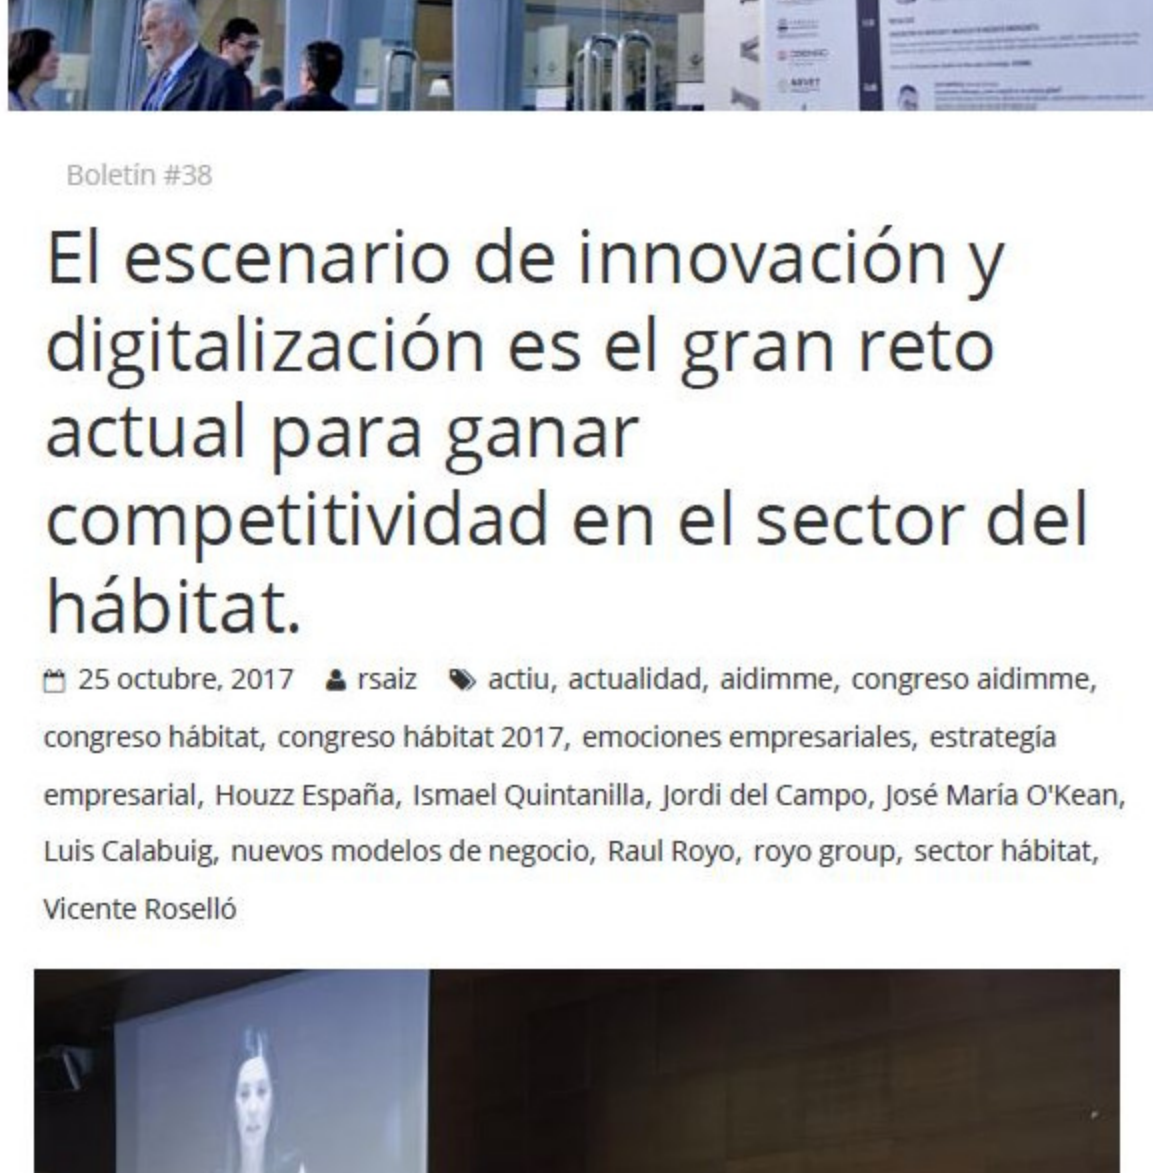 Boletín #38
El escenario de innovación y
digitalización es el gran reto
actual para ganar
competitividad en el sector del
hábitat.
25 octubre, 2017 rsaiz actiu, actualidad, aidimme, congreso aidimme,
congreso hábitat, congreso hábitat 2017, emociones empresariales, estrategía
empresarial, Houzz España, Ismael Quintanilla, Jordi del Campo, José María O'Kean,
Luis Calabuig, nuevos modelos de negocio, Raul Royo, royo group, sector hábitat,
Vicente Roselló